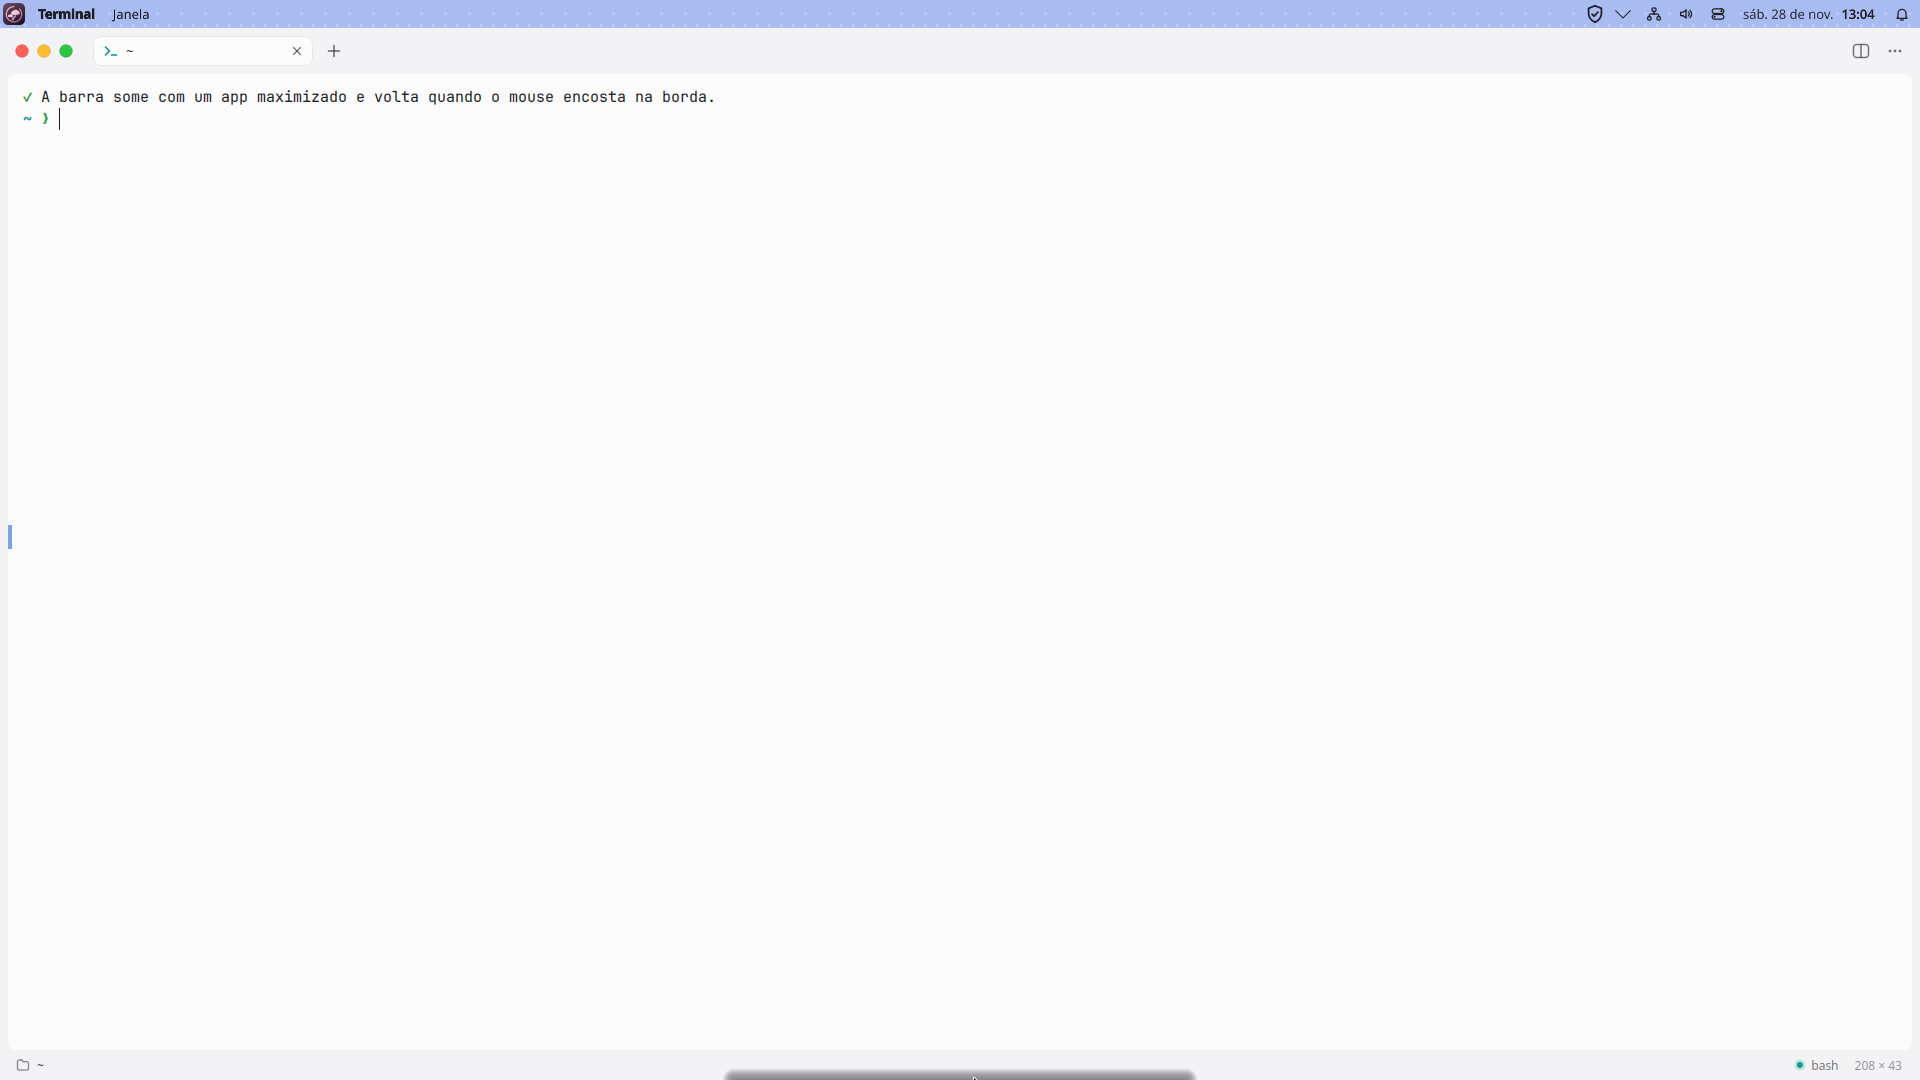 Terminal Janela sáb. 28 de nov. 13:04
>_ ~
✓ A barra some com um app maximizado e volta quando o mouse encosta na borda.
~ ❯
~ bash 208 × 43